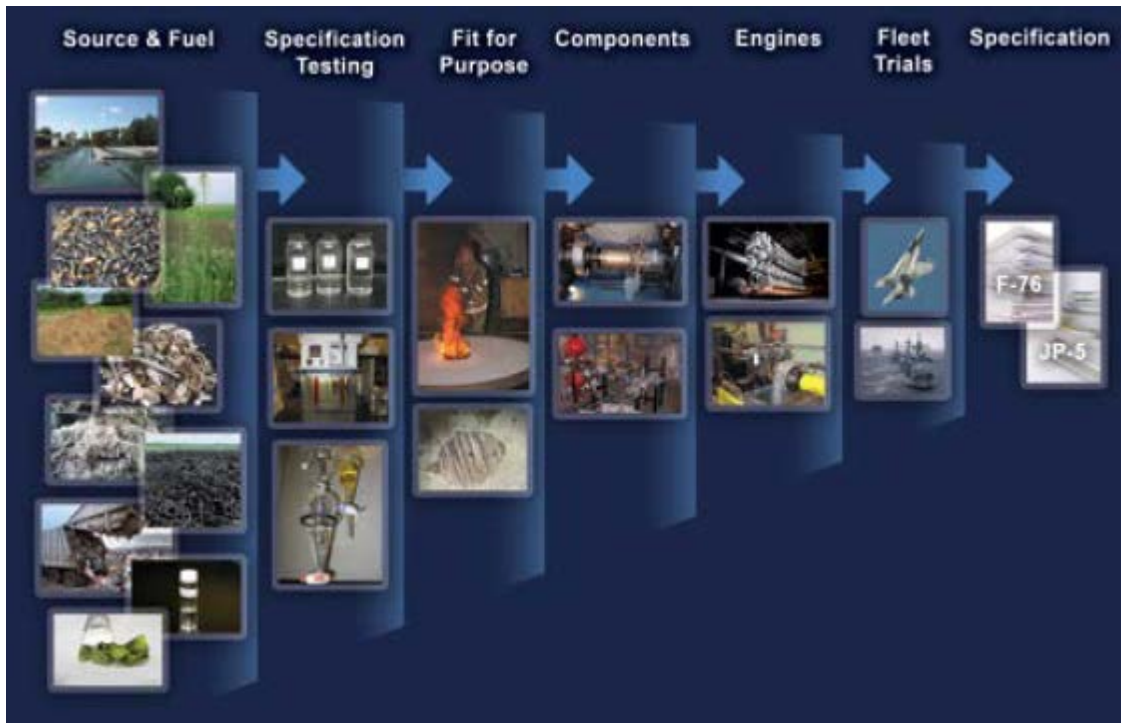 Source & Fuel
Specification
Testing
Fit for
Purpose
Components
Engines
Fleet
Trials
Specification
F-76
JP-5